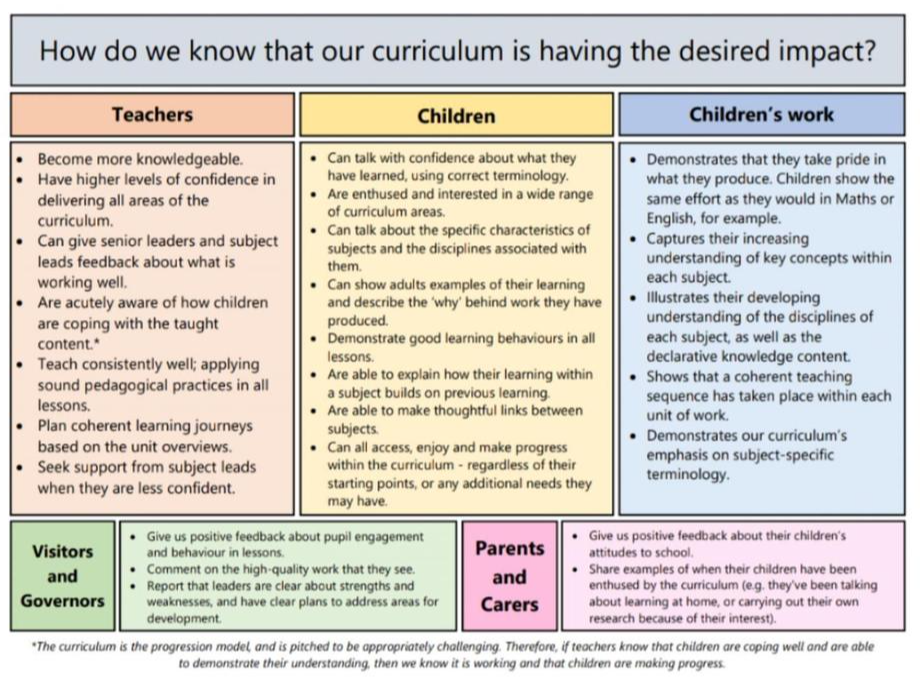 How do we know that our curriculum is having the desired impact?
Teachers
• Become more knowledgeable.
• Have higher levels of confidence in
delivering all areas of the
curriculum.
• Can give senior leaders and subject
leads feedback about what is
working well.
• Are acutely aware of how children
are coping with the taught
content.*
• Teach consistently well; applying
sound pedagogical practices in all
lessons.
• Plan coherent learning journeys
based on the unit overviews.
• Seek support from subject leads
when they are less confident.
Children
• Can talk with confidence about what they
have learned, using correct terminology.
• Are enthused and interested in a wide range
of curriculum areas.
• Can talk about the specific characteristics of
subjects and the disciplines associated with
them.
• Can show adults examples of their learning
and describe the 'why' behind work they have
produced.
• Demonstrate good learning behaviours in all
lessons.
• Are able to explain how their learning within
a subject builds on previous learning.
• Are able to make thoughtful links between
subjects.
• Can all access, enjoy and make progress
within the curriculum - regardless of their
starting points, or any additional needs they
may have.
Children's work
• Demonstrates that they take pride in
what they produce. Children show the
same effort as they would in Maths or
English, for example.
• Captures their increasing
understanding of key concepts within
each subject.
• Illustrates their developing
understanding of the disciplines of
each subject, as well as the
declarative knowledge content.
• Shows that a coherent teaching
sequence has taken place within each
unit of work.
• Demonstrates our curriculum's
emphasis on subject-specific
terminology.
Visitors
and
Governors
• Give us positive feedback about pupil engagement
and behaviour in lessons.
• Comment on the high-quality work that they see.
• Report that leaders are clear about strengths and
weaknesses, and have clear plans to address areas for
development.
Parents
and
Carers
• Give us positive feedback about their children's
attitudes to school.
• Share examples of when their children have been
enthused by the curriculum (e.g. they've been talking
about learning at home, or carrying out their own
research because of their interest).
*The curriculum is the progression model, and is pitched to be appropriately challenging. Therefore, if teachers know that children are coping well and are able
to demonstrate their understanding, then we know it is working and that children are making progress.